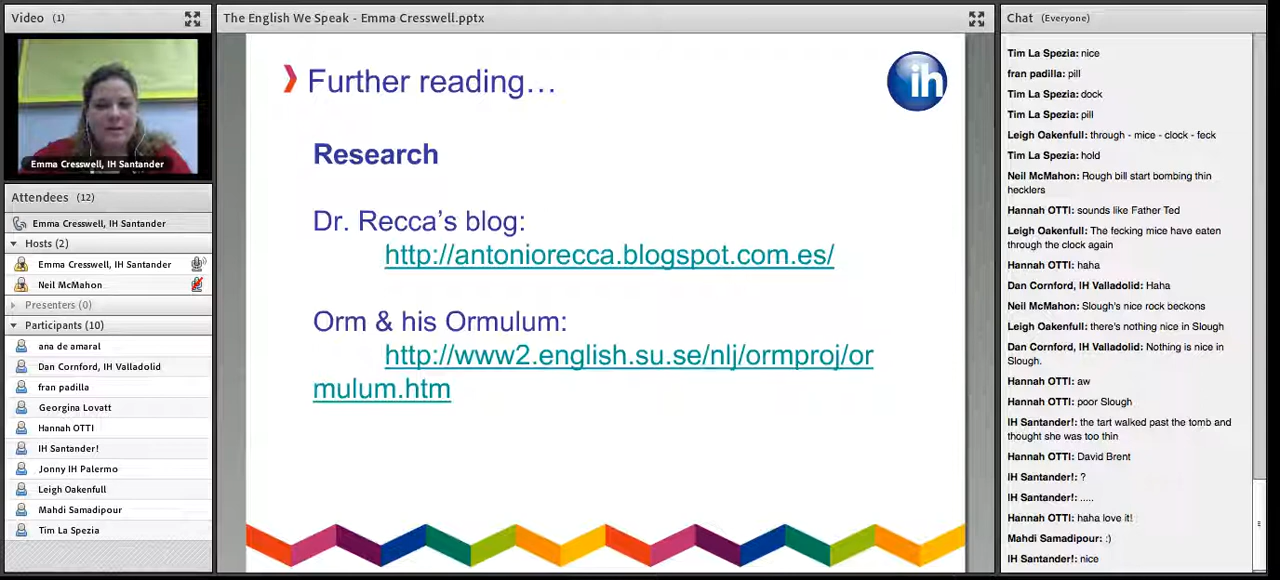 Video (1)
Emma Cresswell, IH Santander
Attendees (12)
Emma Cresswell, IH Santander
Hosts (2)
Emma Cresswell, IH Santander
Neil McMahon
Presenters (0)
Participants (10)
ana de amaral
Dan Cornford, IH Valladolid
fran padilla
Georgina Lovatt
Hannah OTTI
IH Santander!
Jonny IH Palermo
Leigh Oakenfull
Mahdi Samadipour
Tim La Spezia
The English We Speak - Emma Cresswell.pptx
Further reading…
ih
Research
Dr. Recca’s blog:
http://antoniorecca.blogspot.com.es/
Orm & his Ormulum:
http://www2.english.su.se/nlj/ormproj/or
mulum.htm
Chat (Everyone)
Tim La Spezia: nice
fran padilla: pill
Tim La Spezia: dock
Tim La Spezia: pill
Leigh Oakenfull: through - mice - clock - feck
Tim La Spezia: hold
Neil McMahon: Rough bill start bombing thin
hecklers
Hannah OTTI: sounds like Father Ted
Leigh Oakenfull: The fecking mice have eaten
through the clock again
Hannah OTTI: haha
Dan Cornford, IH Valladolid: Haha
Neil McMahon: Slough's nice rock beckons
Leigh Oakenfull: there's nothing nice in Slough
Dan Cornford, IH Valladolid: Nothing is nice in
Slough.
Hannah OTTI: aw
Hannah OTTI: poor Slough
IH Santander!: the tart walked past the tomb and
thought she was too thin
Hannah OTTI: David Brent
IH Santander!: ?
IH Santander!: .....
Hannah OTTI: haha love it!
Mahdi Samadipour: :)
IH Santander!: nice